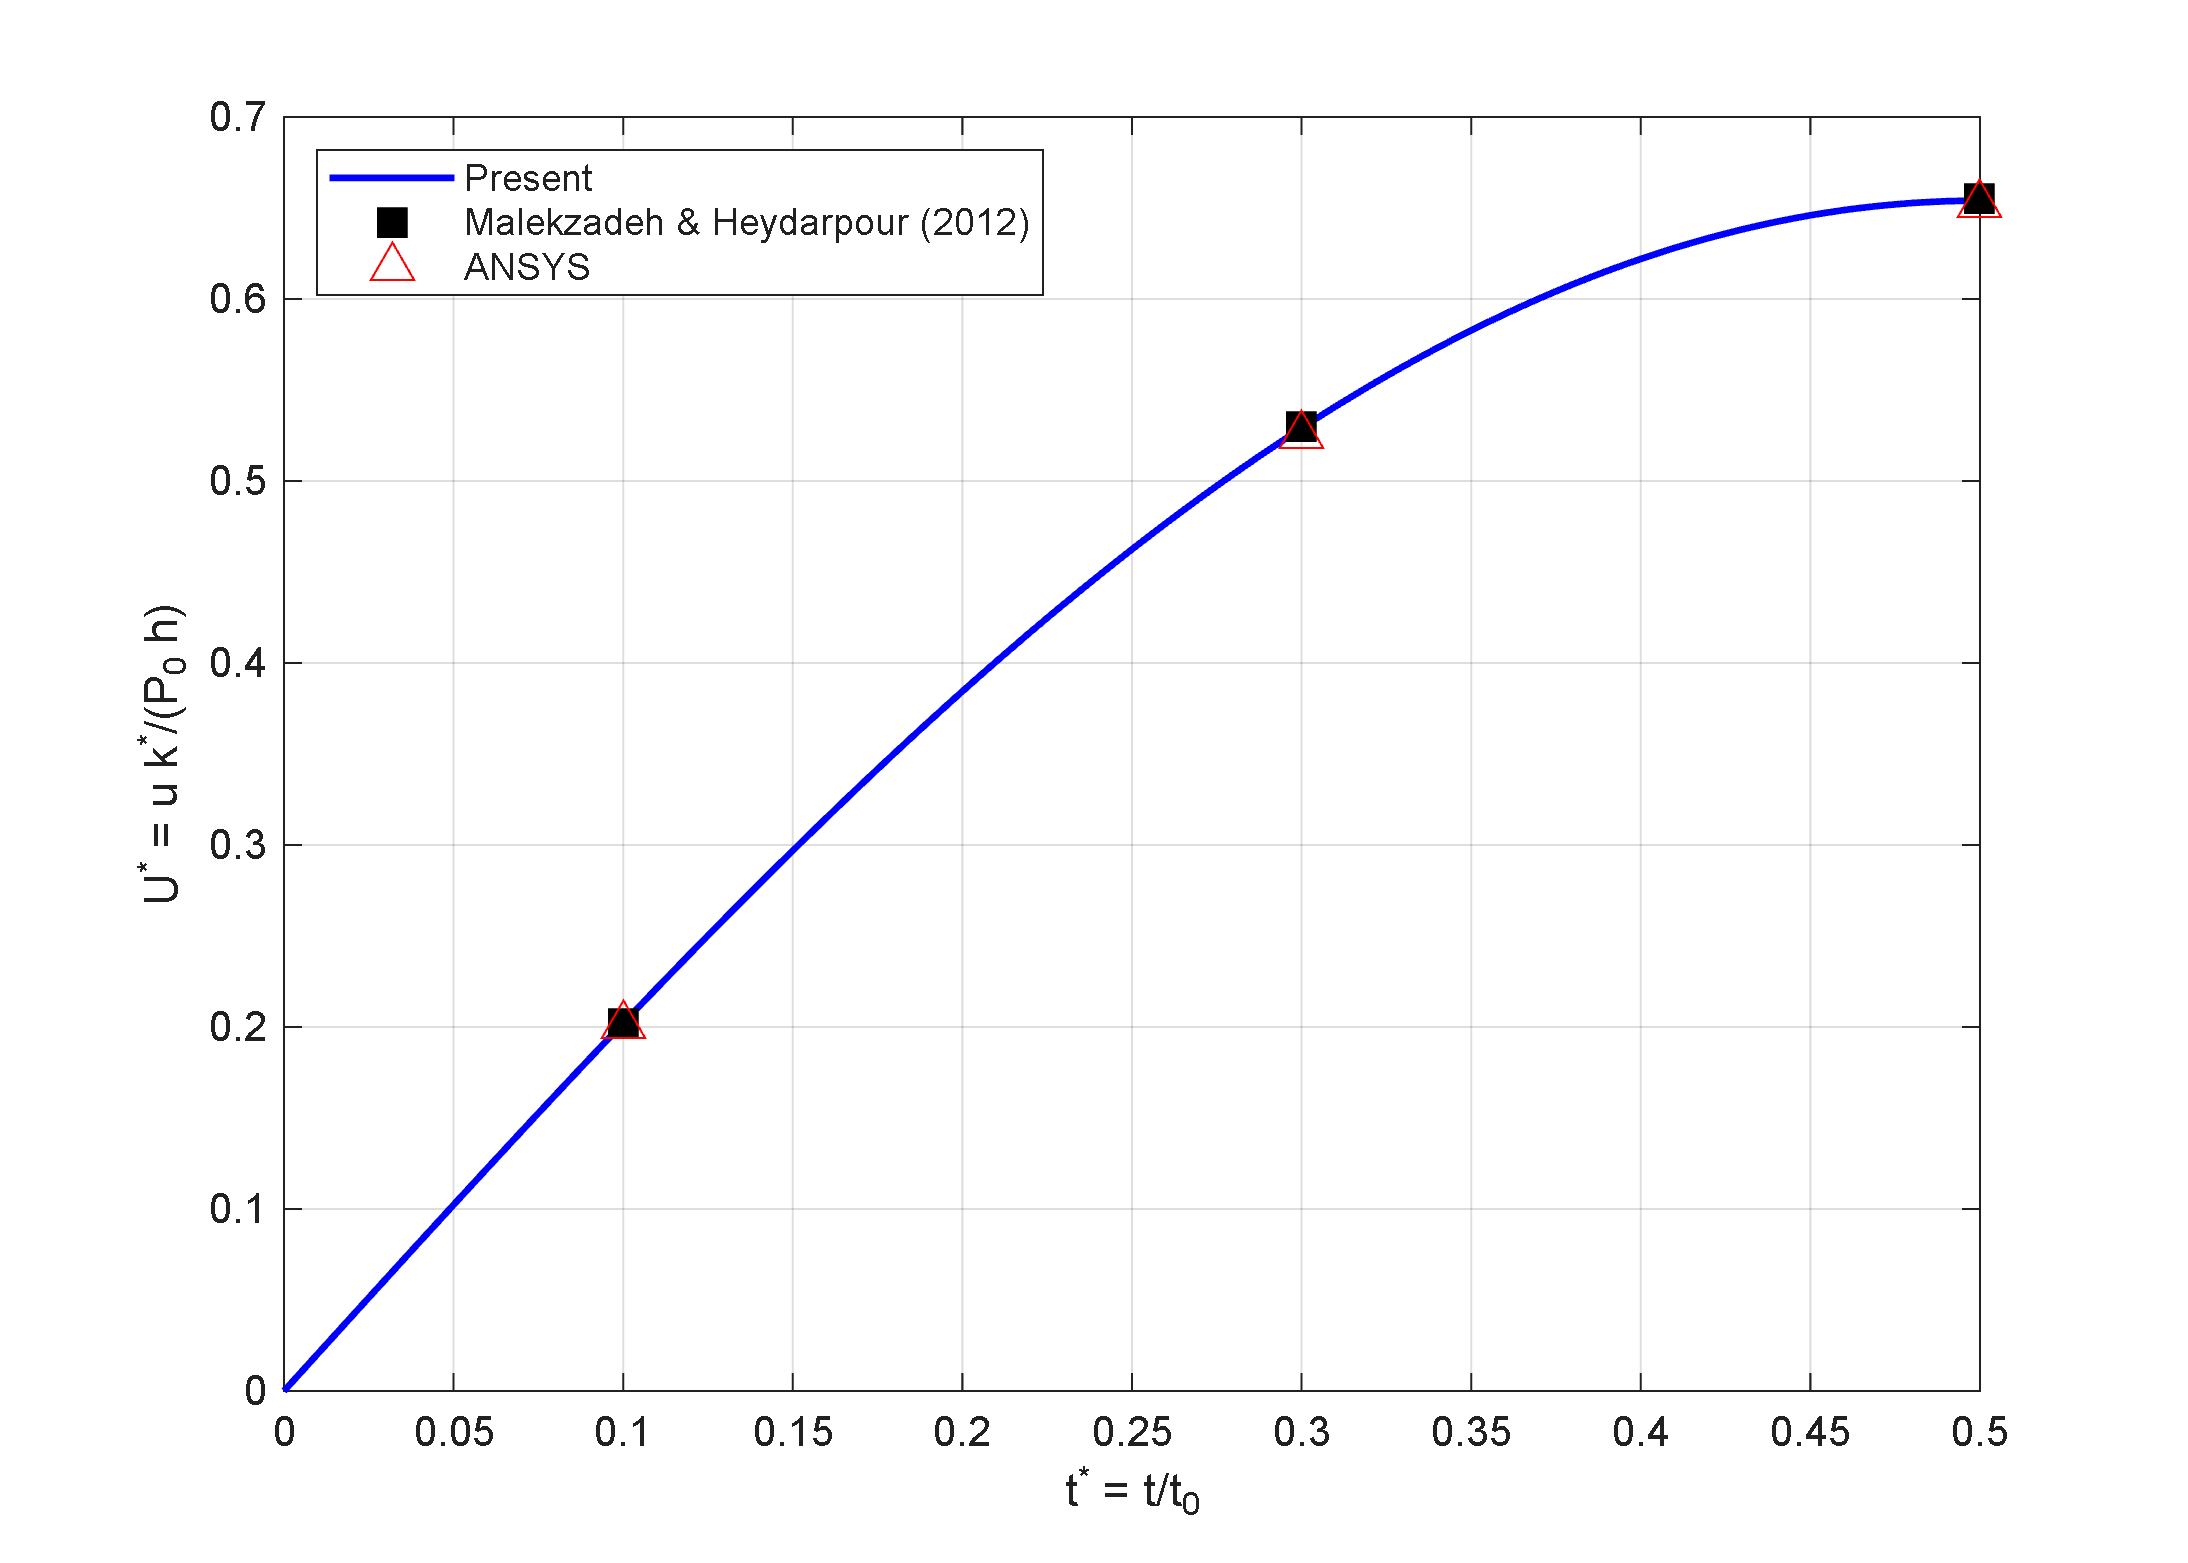 0.7
0.6
0.5
0.4
0.3
0.2
0.1
0
Present
Malekzadeh & Heydarpour (2012)
ANSYS
U* = u k*/(P₀ h)
0 0.05 0.1 0.15 0.2 0.25 0.3 0.35 0.4 0.45 0.5
t* = t/t₀